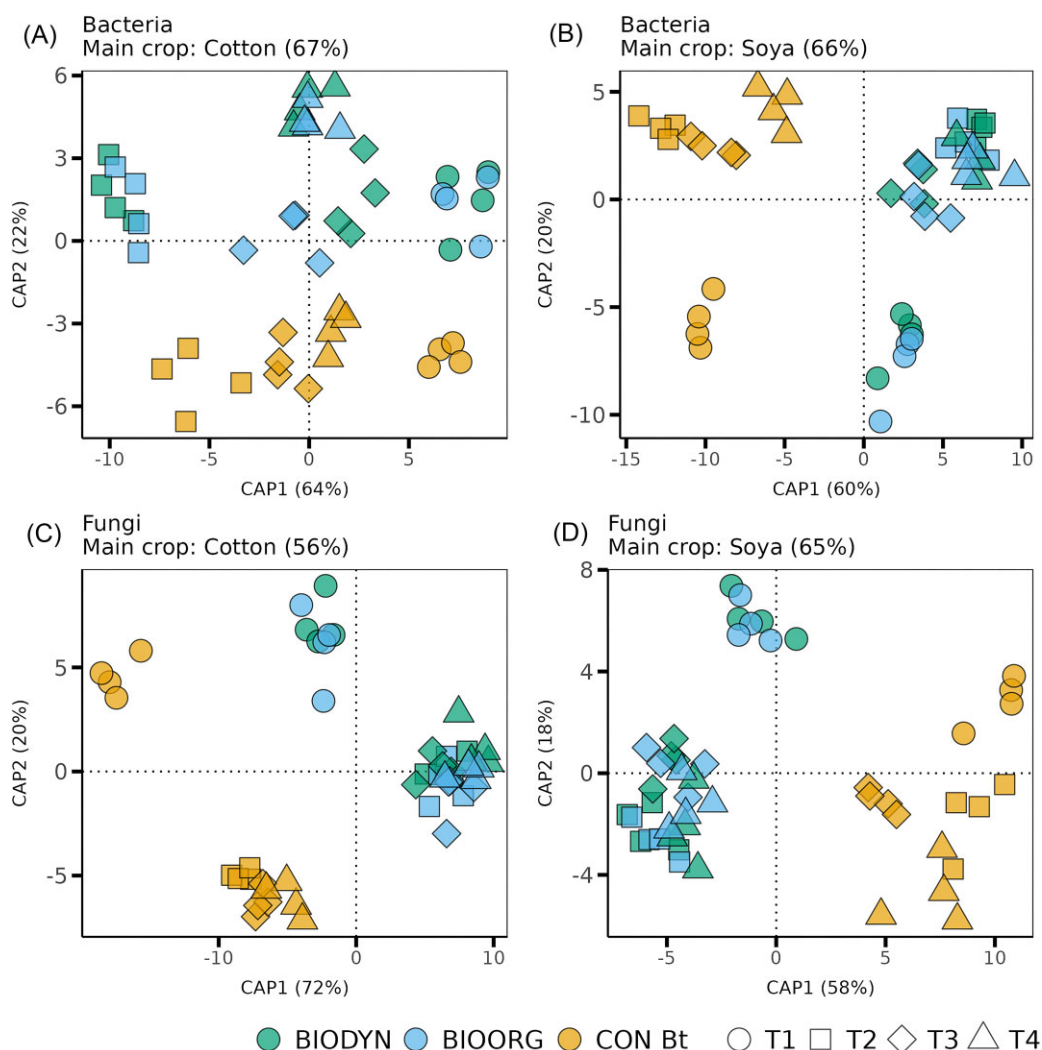 (A)
Bacteria
Main crop: Cotton (67%)
6
3
0
-3
-6
CAP2 (22%)
-10
-5
0
5
CAP1 (64%)
(B)
Bacteria
Main crop: Soya (66%)
5
0
-5
-10
CAP2 (20%)
-15
-10
-5
0
5
10
CAP1 (60%)
(C)
Fungi
Main crop: Cotton (56%)
5
0
-5
CAP2 (20%)
-10
0
10
CAP1 (72%)
(D)
Fungi
Main crop: Soya (65%)
8
4
0
-4
CAP2 (18%)
-5
0
5
10
CAP1 (58%)
BIODYN BIOORG CON Bt T1 T2 T3 T4